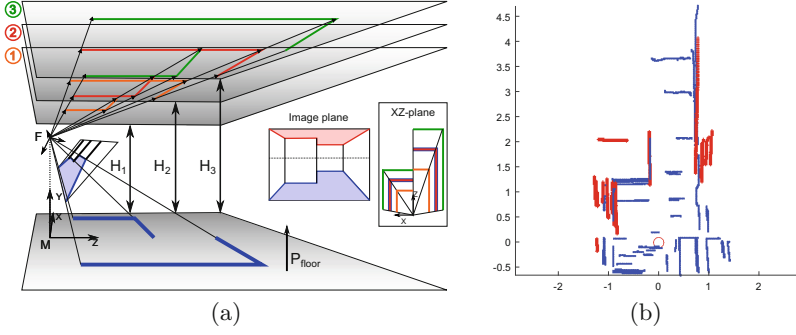 3
2
1
F
H₁
H₂
H₃
Image plane
XZ-plane
Z
X
Y
X
M
Z
P_floor
(a)
4.5
4
3.5
3
2.5
2
1.5
1
0.5
0
-0.5
-2
-1
0
1
2
(b)